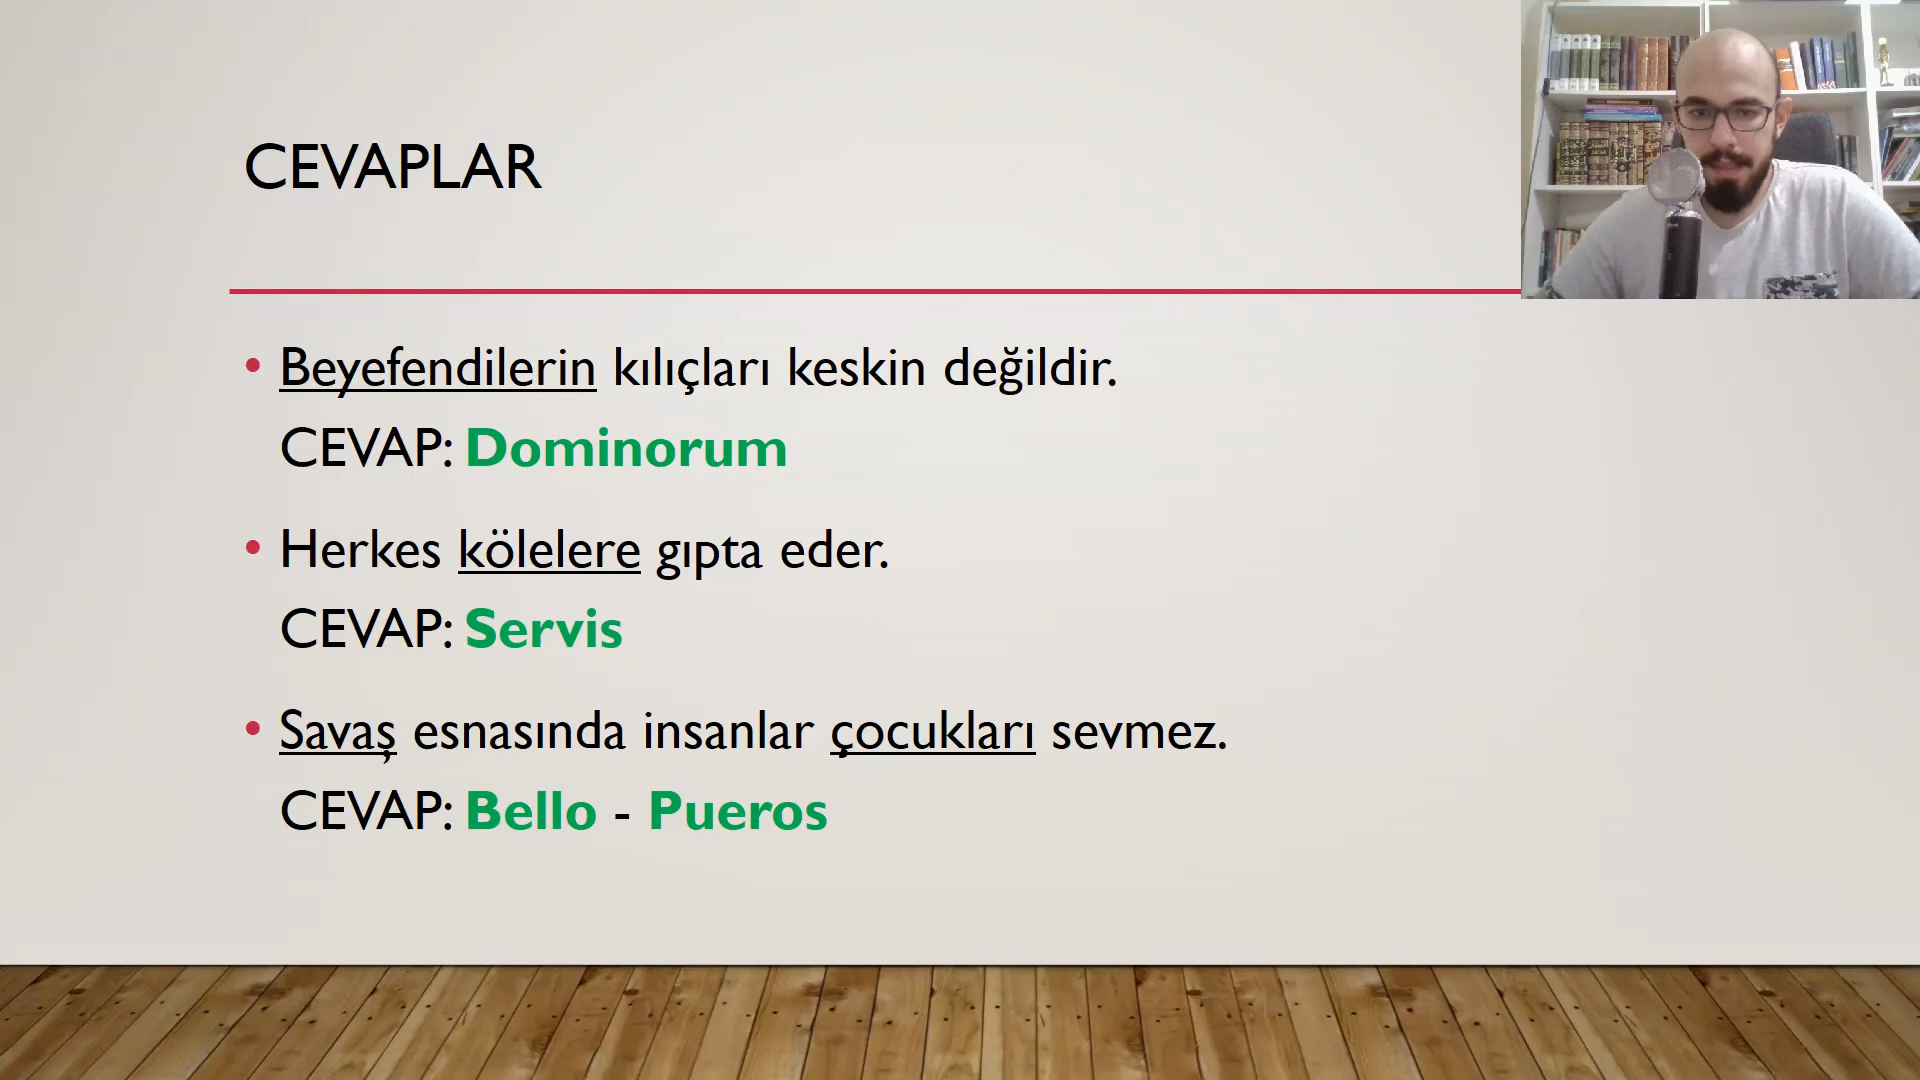 CEVAPLAR
• Beyefendilerin kılıçları keskin değildir.
CEVAP: Dominorum
• Herkes kölelere gıpta eder.
CEVAP: Servis
• Savaş esnasında insanlar çocukları sevmez.
CEVAP: Bello - Pueros